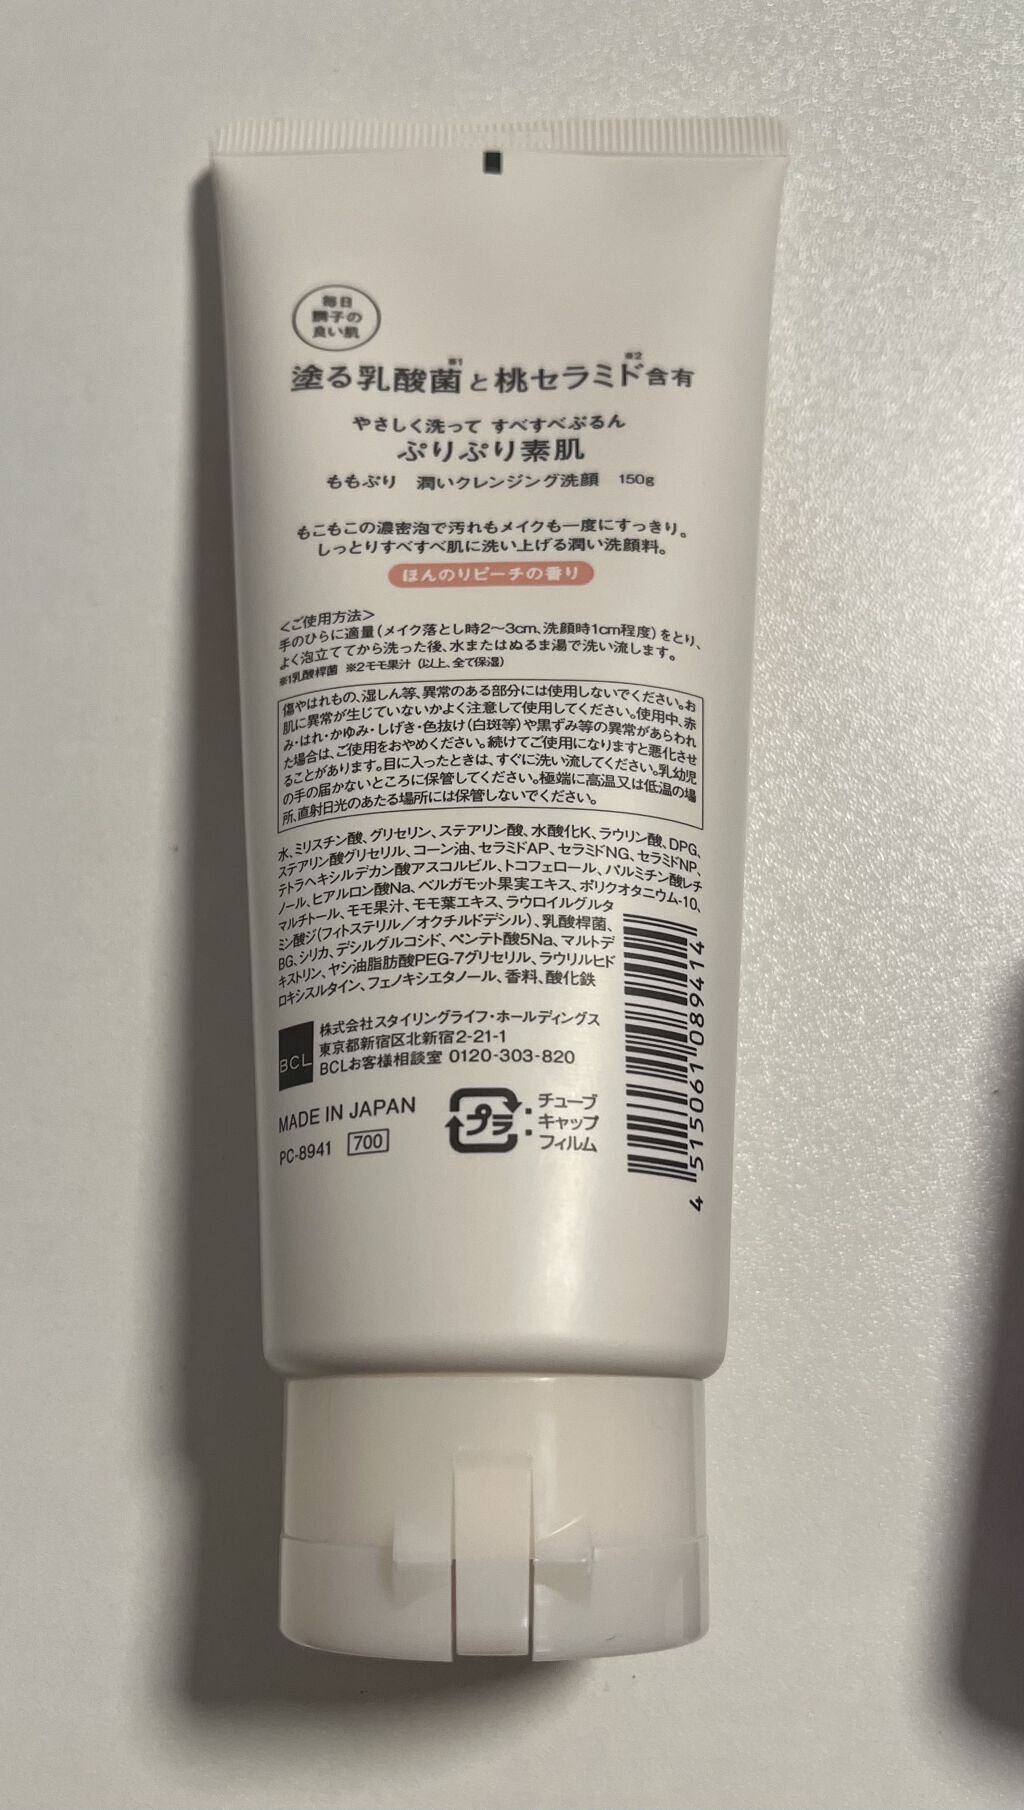 毎日
調子の
良い肌
塗る乳酸菌※1と桃セラミド※2含有
やさしく洗って すべすべぷるん
ぷりぷり素肌
ももぷり 潤いクレンジング洗顔 150g
もこもこの濃密泡で汚れもメイクも一度にすっきり。
しっとりすべすべ肌に洗い上げる潤い洗顔料。
ほんのりピーチの香り
<ご使用方法>
手のひらに適量(メイク落とし時2〜3cm、洗顔時1cm程度)をとり、
よく泡立ててから洗った後、水またはぬるま湯で洗い流します。
※1乳酸桿菌 ※2モモ果汁 (以上、全て保湿)
傷やはれもの、湿しん等、異常のある部分には使用しないでください。お
肌に異常が生じていないかよく注意して使用してください。使用中、赤
み・はれ・かゆみ・しげき・色抜け(白斑等)や黒ずみ等の異常があらわれ
た場合は、ご使用をおやめください。続けてご使用になりますと悪化させ
ることがあります。目に入ったときは、すぐに洗い流してください。乳幼児
の手の届かないところに保管してください。極端に高温又は低温の場
所、直射日光のあたる場所には保管しないでください。
水、ミリスチン酸、グリセリン、ステアリン酸、水酸化K、ラウリン酸、DPG、
ステアリン酸グリセリル、コーン油、セラミドAP、セラミドNG、セラミドNP、
テトラヘキシルデカン酸アスコルビル、トコフェロール、パルミチン酸レチ
ノール、ヒアルロン酸Na、ベルガモット果実エキス、ポリクオタニウム-10、
マルチトール、モモ果汁、モモ葉エキス、ラウロイルグルタ
ミン酸ジ(フィトステリル/オクチルドデシル)、乳酸桿菌、
BG、シリカ、デシルグルコシド、ペンテト酸5Na、マルトデ
キストリン、ヤシ油脂肪酸PEG-7グリセリル、ラウリルヒド
ロキシスルタイン、フェノキシエタノール、香料、酸化鉄
BCL
株式会社スタイリングライフ・ホールディングス
東京都新宿区北新宿2-21-1
BCLお客様相談室 0120-303-820
MADE IN JAPAN
PC-8941 700
プラ
チューブ
キャップ
フィルム
4 515061 089414